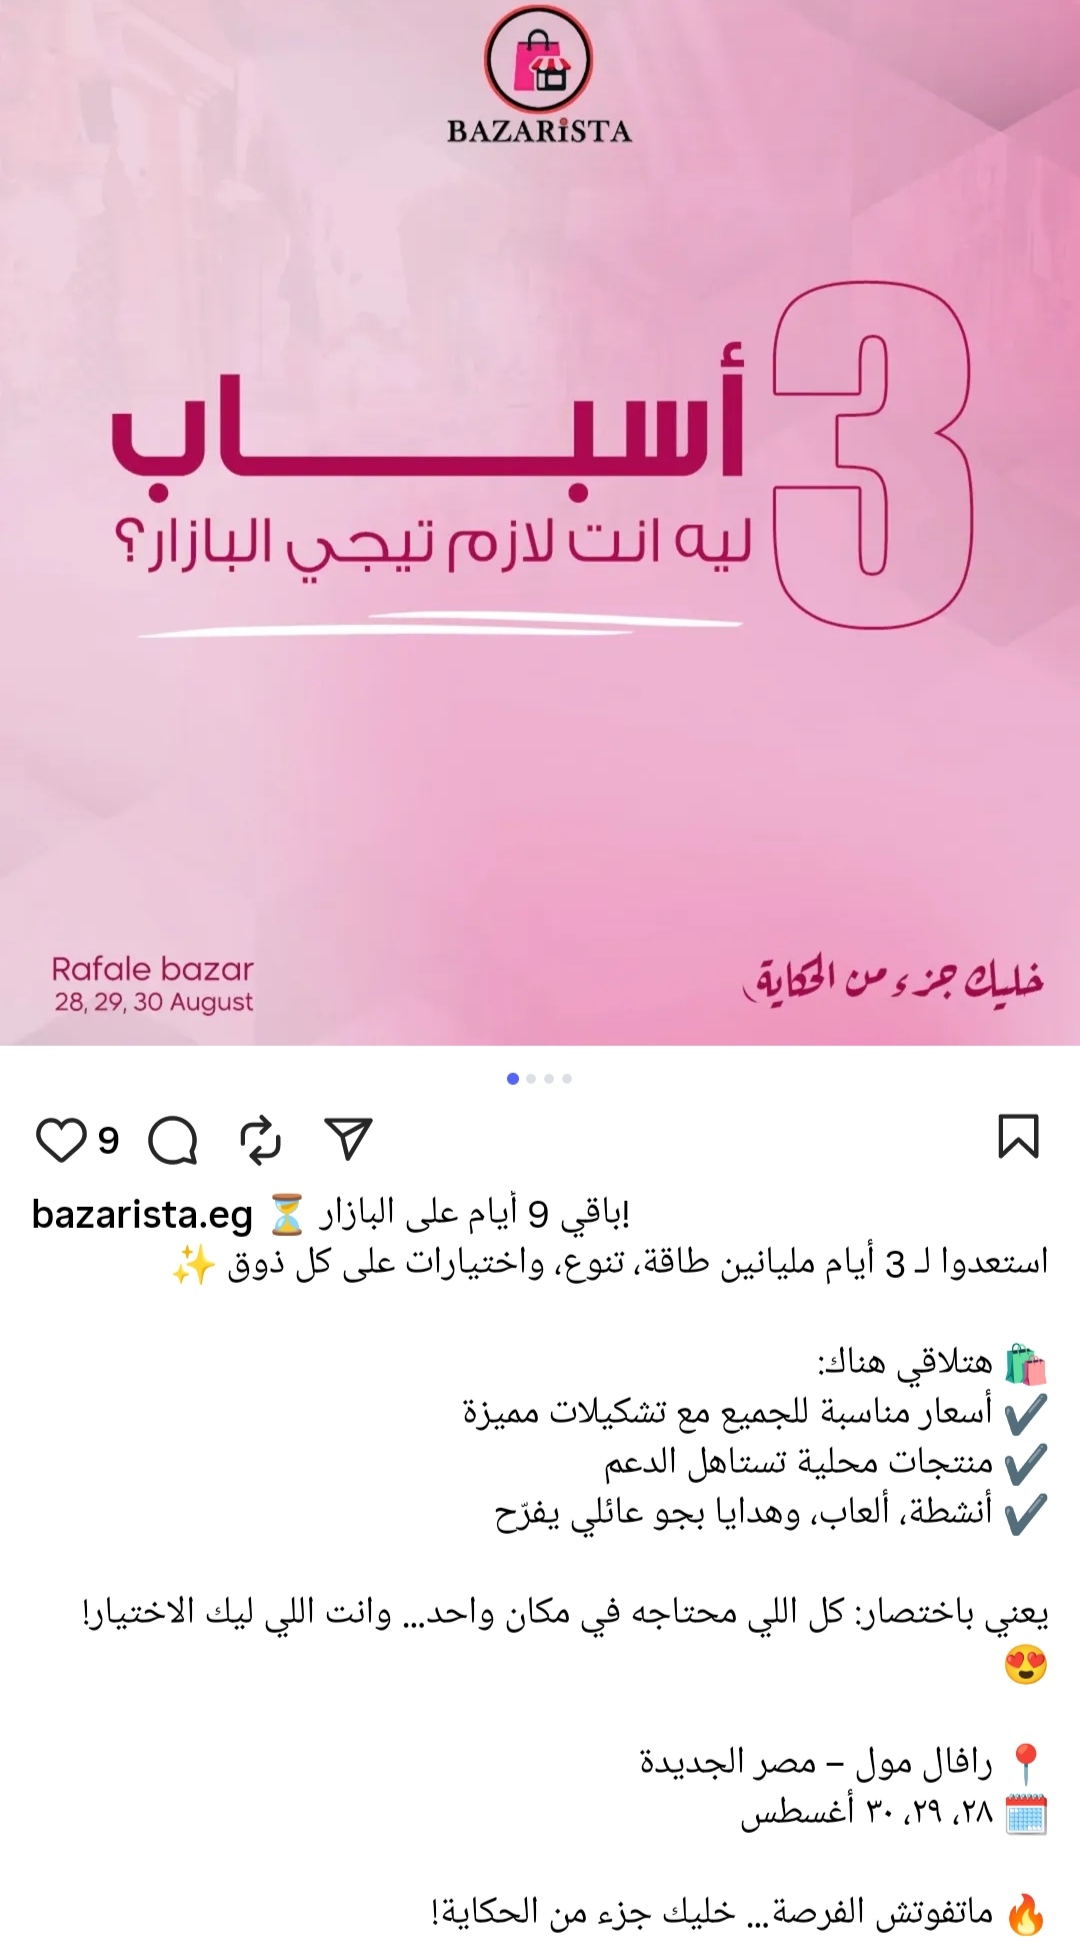 BAZARiSTA
3
أسبـــــاب
ليه انت لازم تيجي البازار؟
Rafale bazar
28, 29, 30 August
خليك جزء من الحكاية
9
bazarista.eg ⏳ باقي 9 أيام على البازار!
استعدوا لـ 3 أيام مليانين طاقة، تنوع، واختيارات على كل ذوق ✨
🛍️ هتلاقي هناك:
✔️ أسعار مناسبة للجميع مع تشكيلات مميزة
✔️ منتجات محلية تستاهل الدعم
✔️ أنشطة، ألعاب، وهدايا بجو عائلي يفرّح
يعني باختصار: كل اللي محتاجه في مكان واحد... وانت اللي ليك الاختيار!
😍
📍 رافال مول – مصر الجديدة
🗓️ ٢٨، ٢٩، ٣٠ أغسطس
🔥 ماتفوتش الفرصة... خليك جزء من الحكاية!